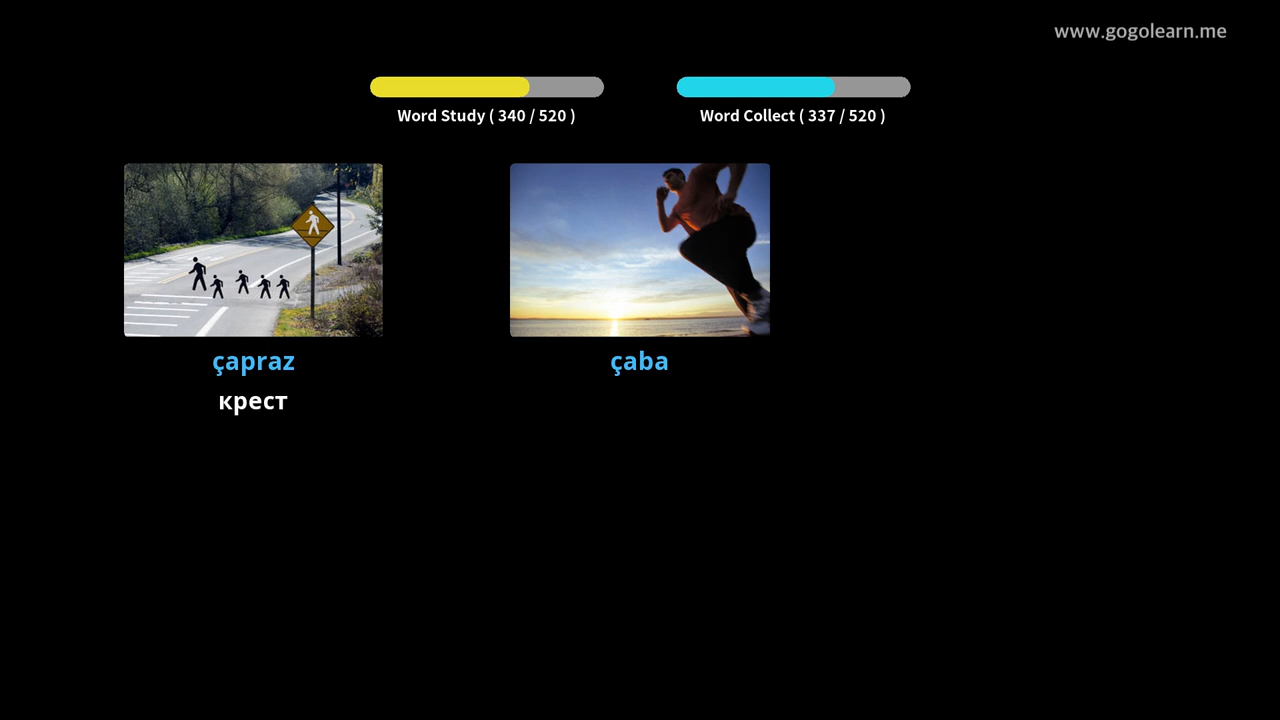 www.gogolearn.me
Word Study ( 340 / 520 )
Word Collect ( 337 / 520 )
çapraz
çaba
крест